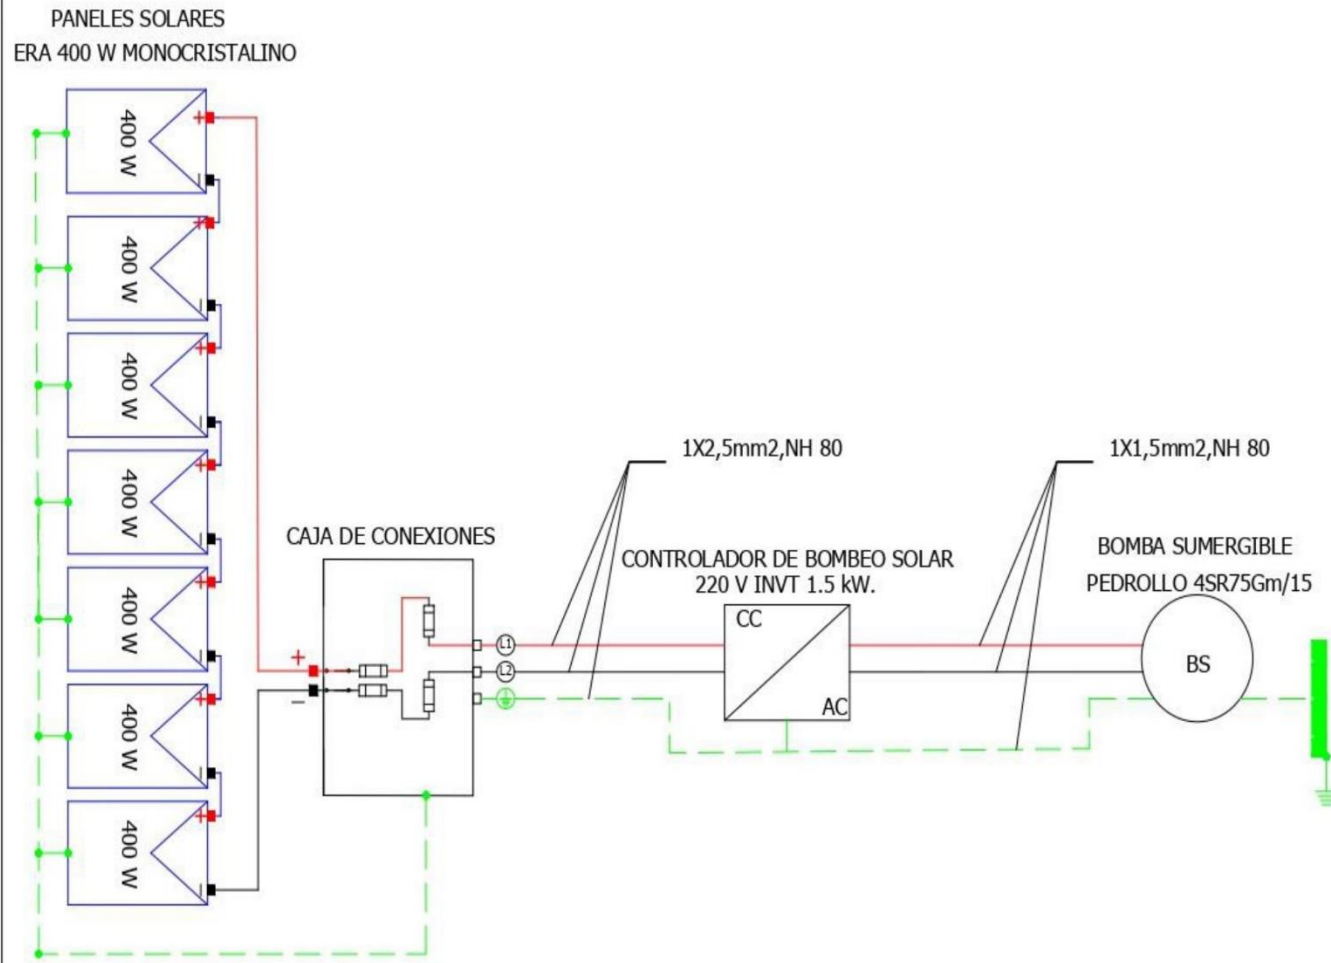 PANELES SOLARES
ERA 400 W MONOCRISTALINO
400 W
400 W
400 W
400 W
400 W
400 W
400 W
+
+
+
+
+
+
+
CAJA DE CONEXIONES
+
−
L1
L2
1X2,5mm2,NH 80
CONTROLADOR DE BOMBEO SOLAR
220 V INVT 1.5 kW.
CC
AC
1X1,5mm2,NH 80
BOMBA SUMERGIBLE
PEDROLLO 4SR75Gm/15
BS